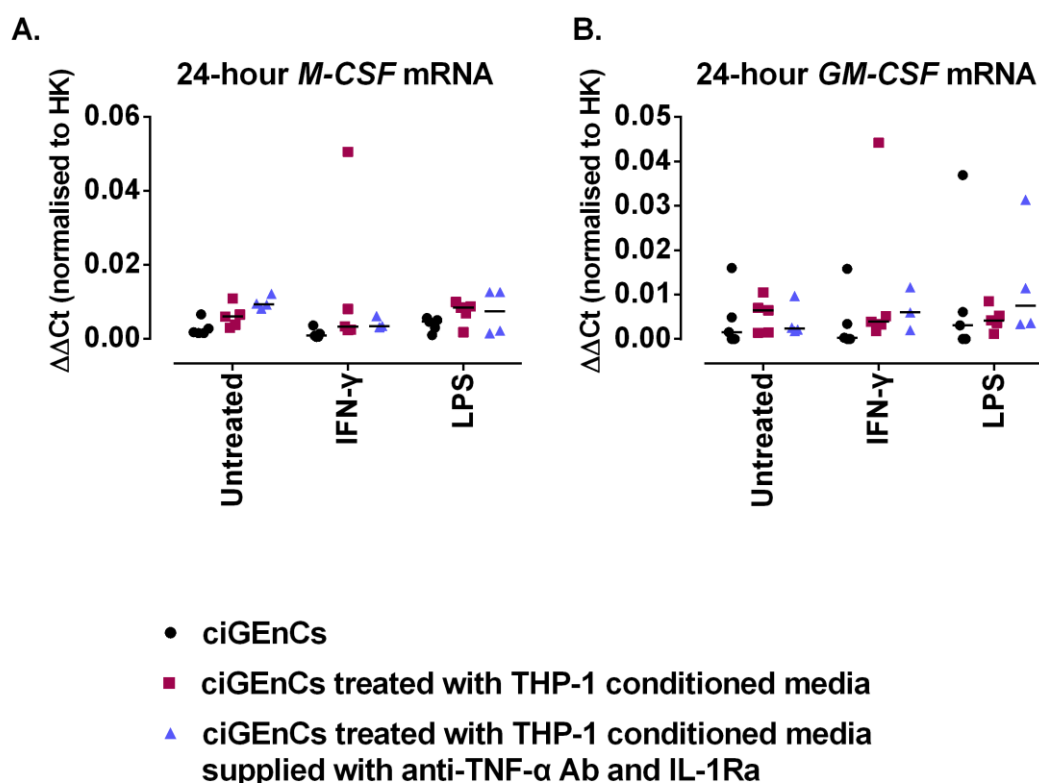 A.
24-hour M-CSF mRNA
ΔΔCt (normalised to HK)
0.06
0.04
0.02
0.00
Untreated
IFN-γ
LPS
B.
24-hour GM-CSF mRNA
ΔΔCt (normalised to HK)
0.05
0.04
0.03
0.02
0.01
0.00
Untreated
IFN-γ
LPS
ciGEnCs
ciGEnCs treated with THP-1 conditioned media
ciGEnCs treated with THP-1 conditioned media
supplied with anti-TNF-α Ab and IL-1Ra